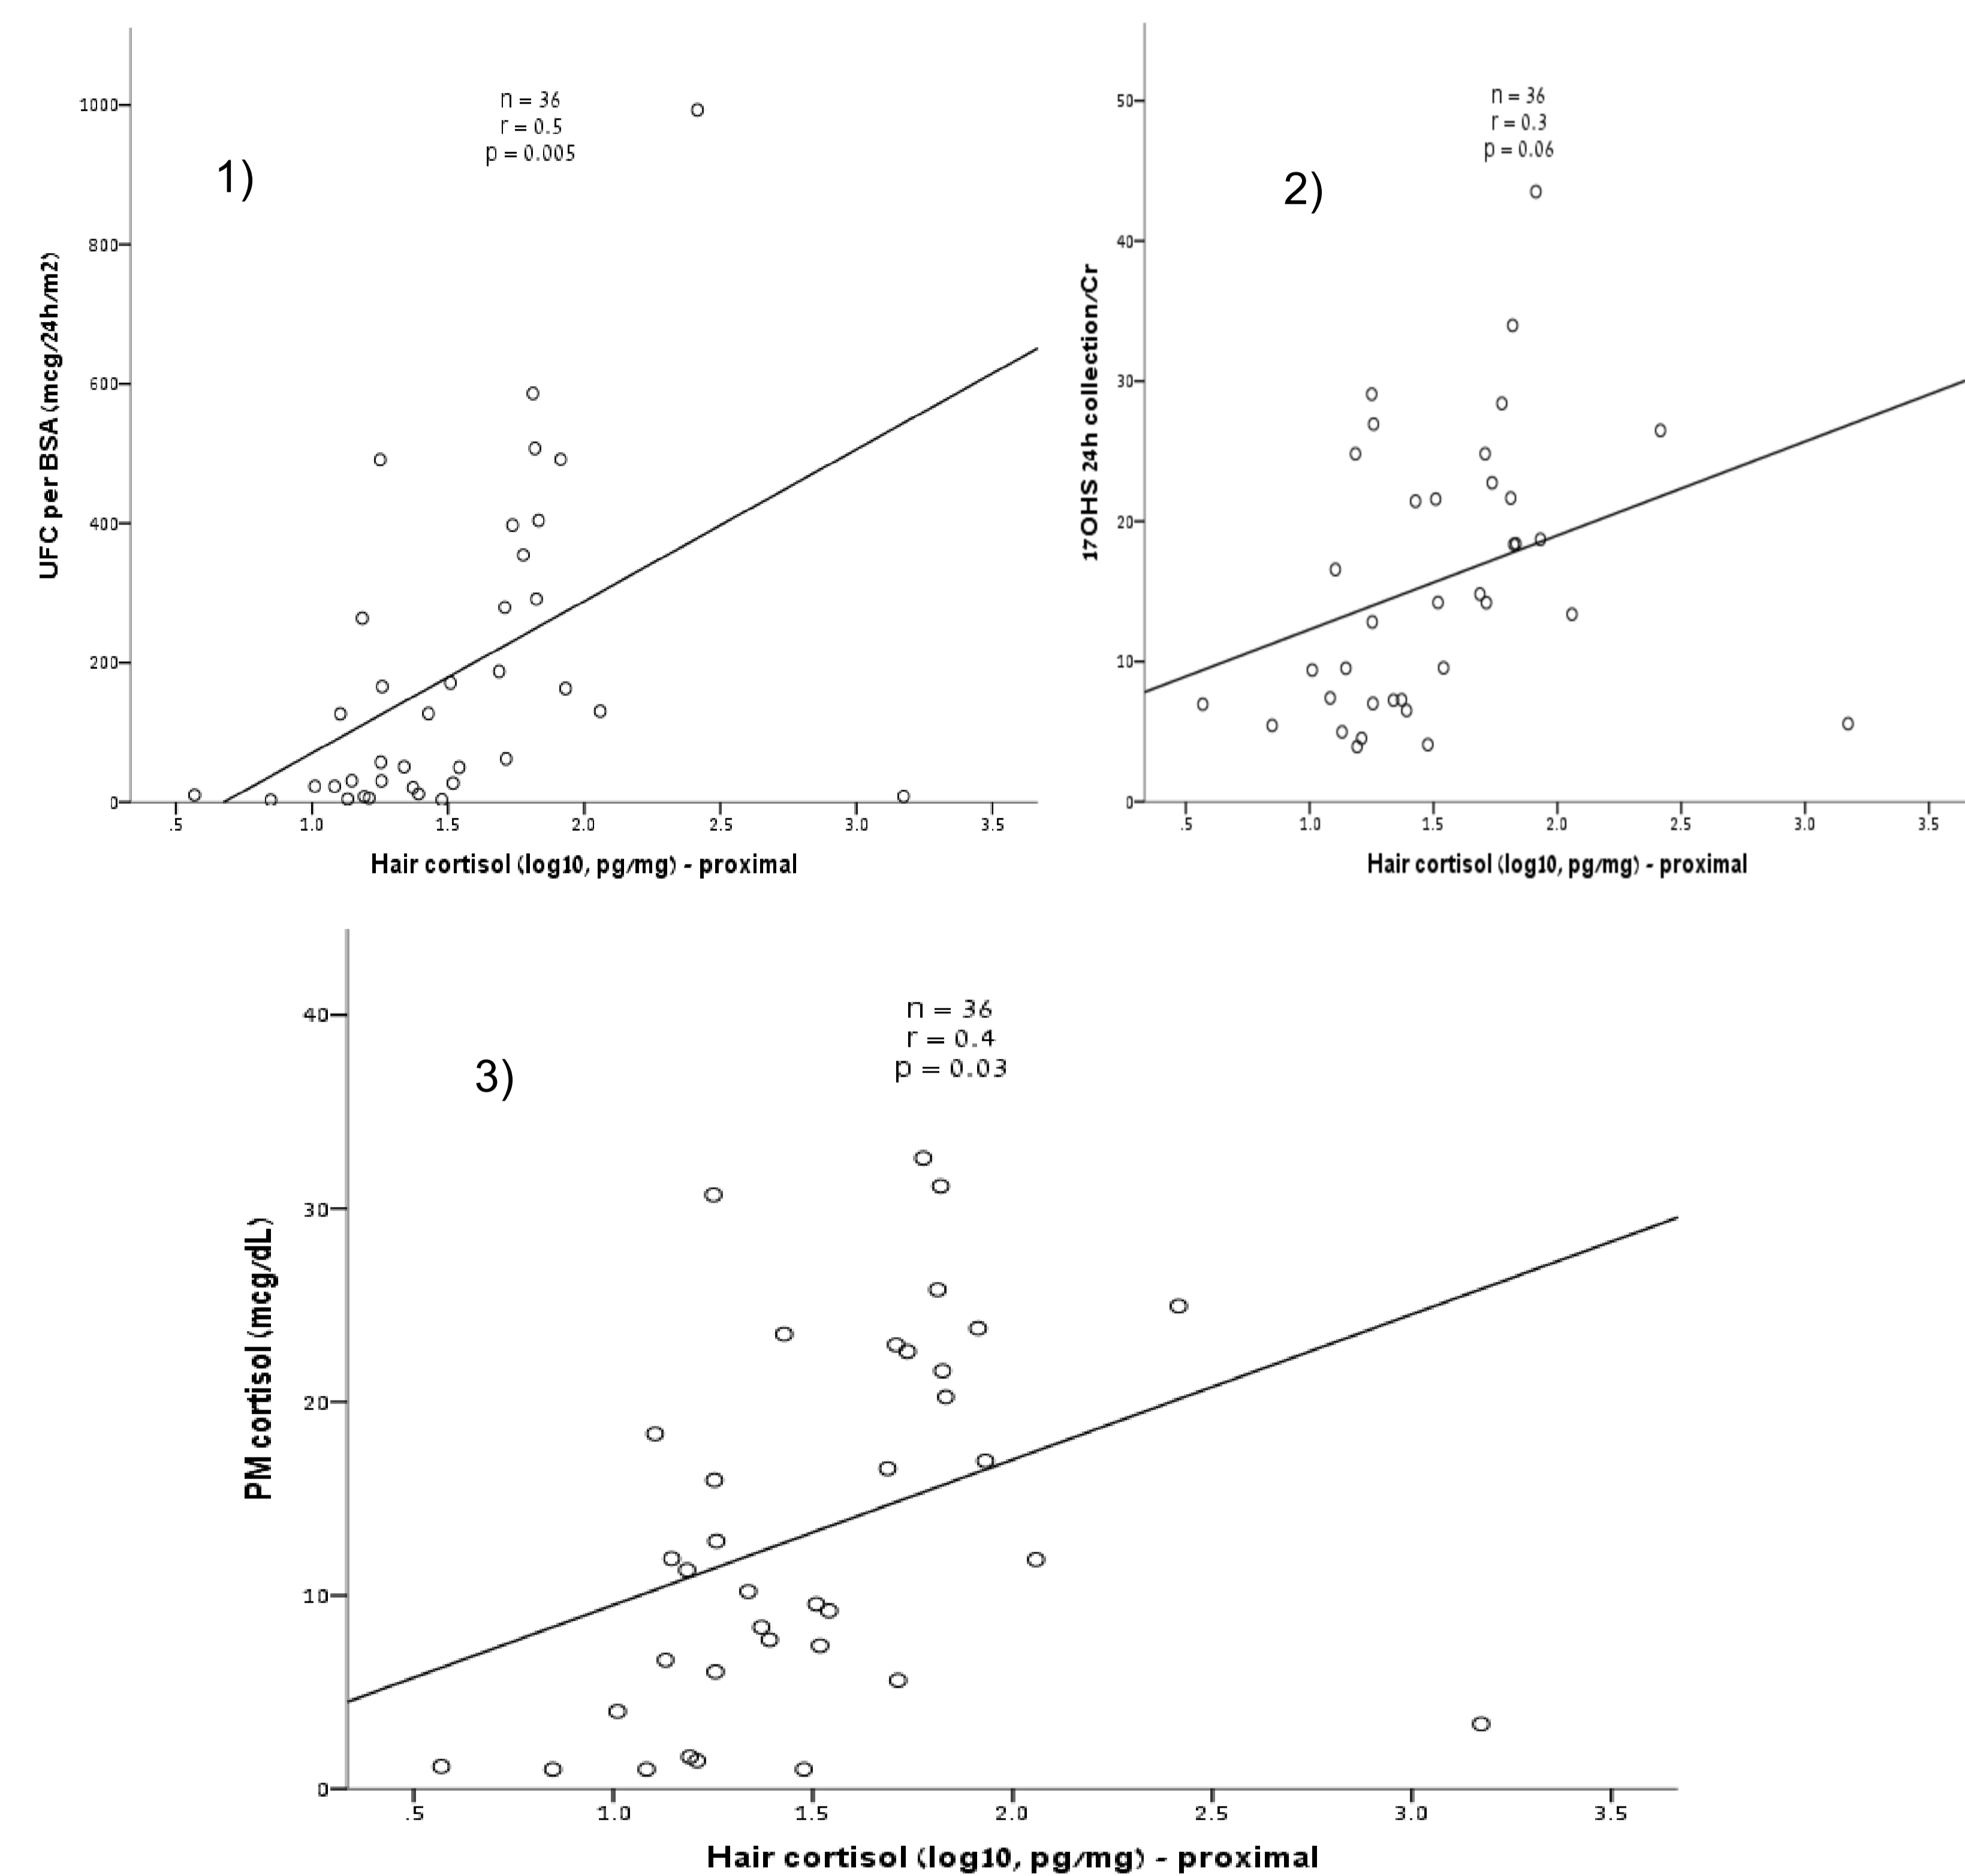 1)
n = 36
r = 0.5
p = 0.005
1000
800
600
400
200
0
UFC per BSA (mcg/24h/m2)
.5 1.0 1.5 2.0 2.5 3.0 3.5
Hair cortisol (log10, pg/mg) - proximal
2)
n = 36
r = 0.3
p = 0.06
50
40
30
20
10
0
17OHS 24h collection/Cr
.5 1.0 1.5 2.0 2.5 3.0 3.5
Hair cortisol (log10, pg/mg) - proximal
3)
n = 36
r = 0.4
p = 0.03
40
30
20
10
0
PM cortisol (mcg/dL)
.5 1.0 1.5 2.0 2.5 3.0 3.5
Hair cortisol (log10, pg/mg) - proximal